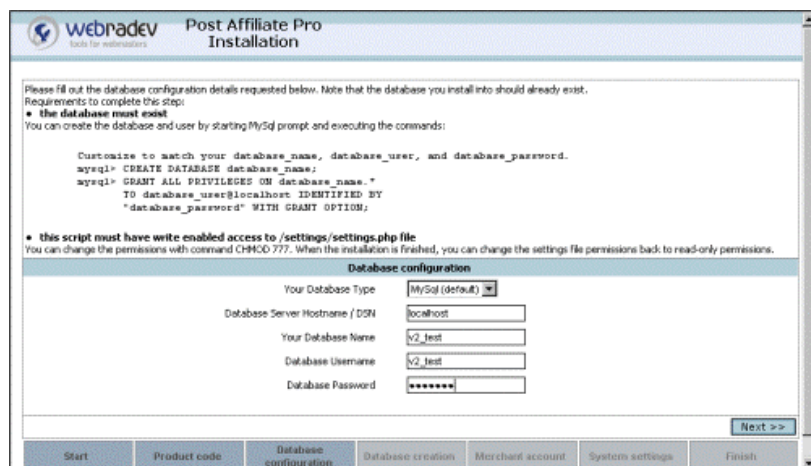 webradev
tools for webmasters
Post Affiliate Pro
Installation
Please fill out the database configuration details requested below. Note that the database you install into should already exist.
Requirements to complete this step:
• the database must exist
You can create the database and user by starting MySql prompt and executing the commands:
Customize to match your database_name, database_user, and database_password.
mysql> CREATE DATABASE database_name;
mysql> GRANT ALL PRIVILEGES ON database_name.*
TO database_user@localhost IDENTIFIED BY
"database_password" WITH GRANT OPTION;
• this script must have write enabled access to /settings/settings.php file
You can change the permissions with command CHMOD 777. When the installation is finished, you can change the settings file permissions back to read-only permissions.
Database configuration
Your Database Type MySql (default)
Database Server Hostname / DSN localhost
Your Database Name v2_test
Database Username v2_test
Database Password •••••••
Next >>
Start Product code Database configuration Database creation Merchant account System settings Finish